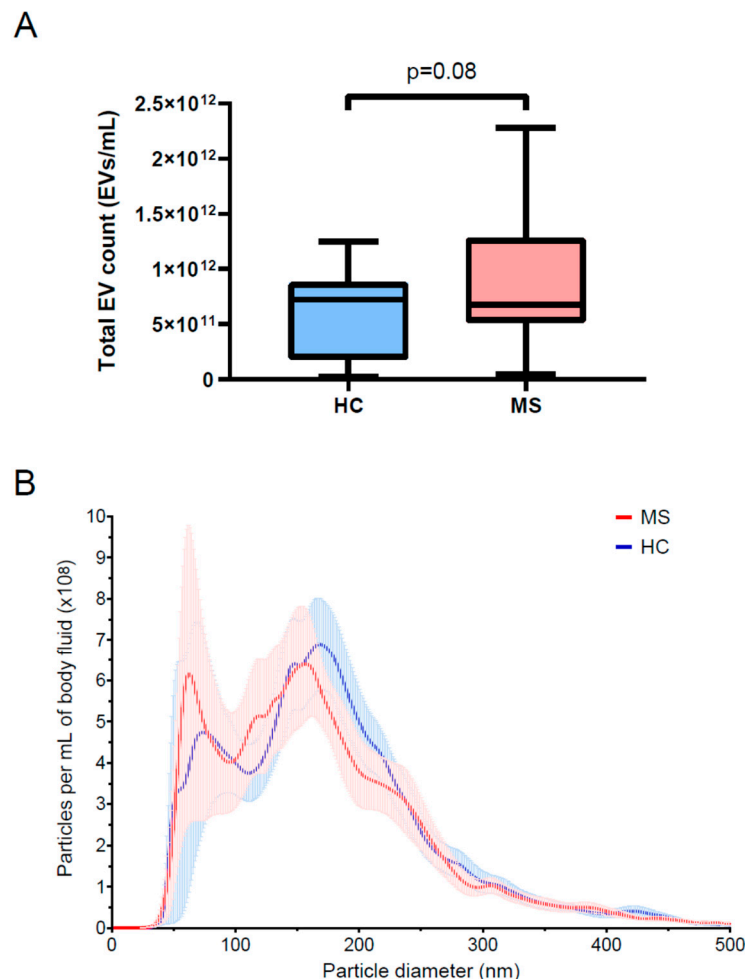 A
p=0.08
Total EV count (EVs/mL)
2.5×10¹²
2×10¹²
1.5×10¹²
1×10¹²
5×10¹¹
0
HC
MS
B
MS
HC
Particles per mL of body fluid (x108)
10
9
8
7
6
5
4
3
2
1
0
0 100 200 300 400 500
Particle diameter (nm)